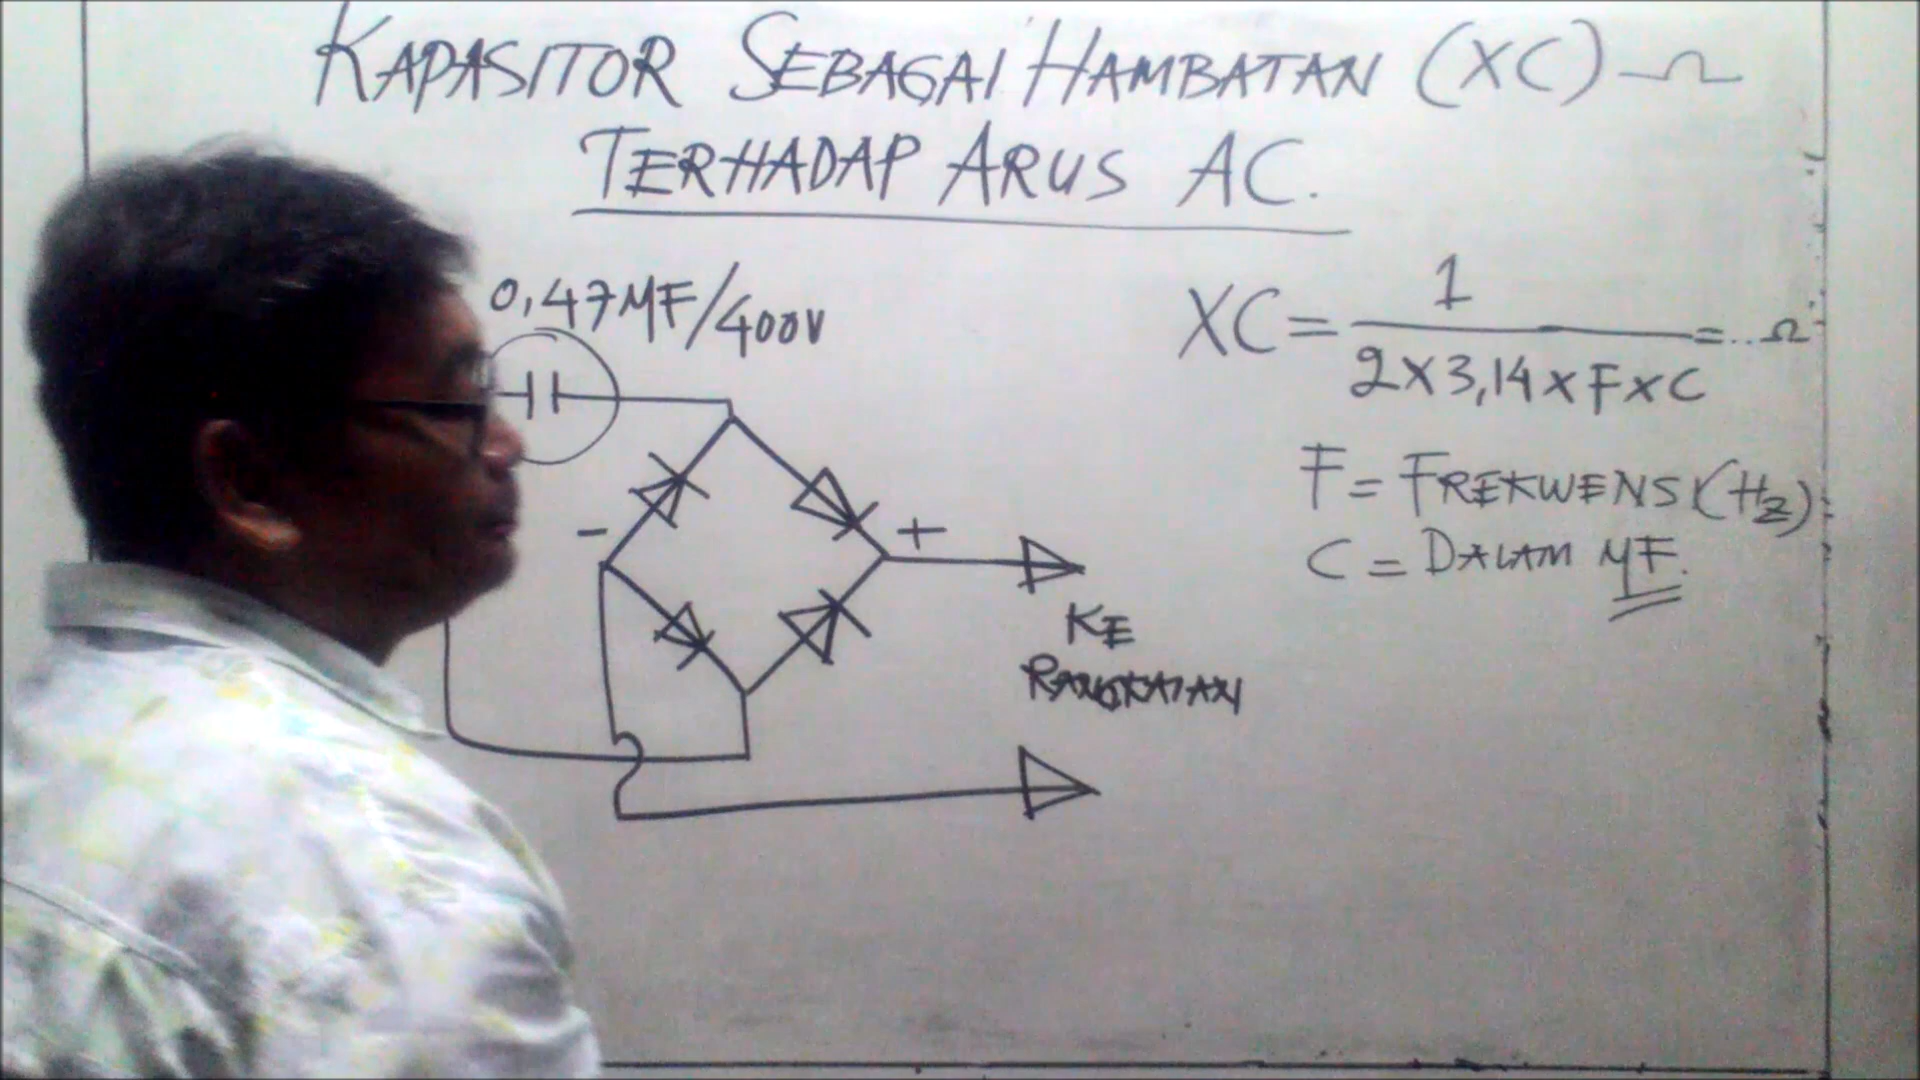 KAPASITOR SEBAGAI HAMBATAN (XC) Ω
TERHADAP ARUS AC.
0,47MF/400V
XC = 1 / 2x3,14xFxC = ...Ω
F = FREKWENSI (Hz)
C = DALAM MF.
-
+
KE
RANGKAIAN